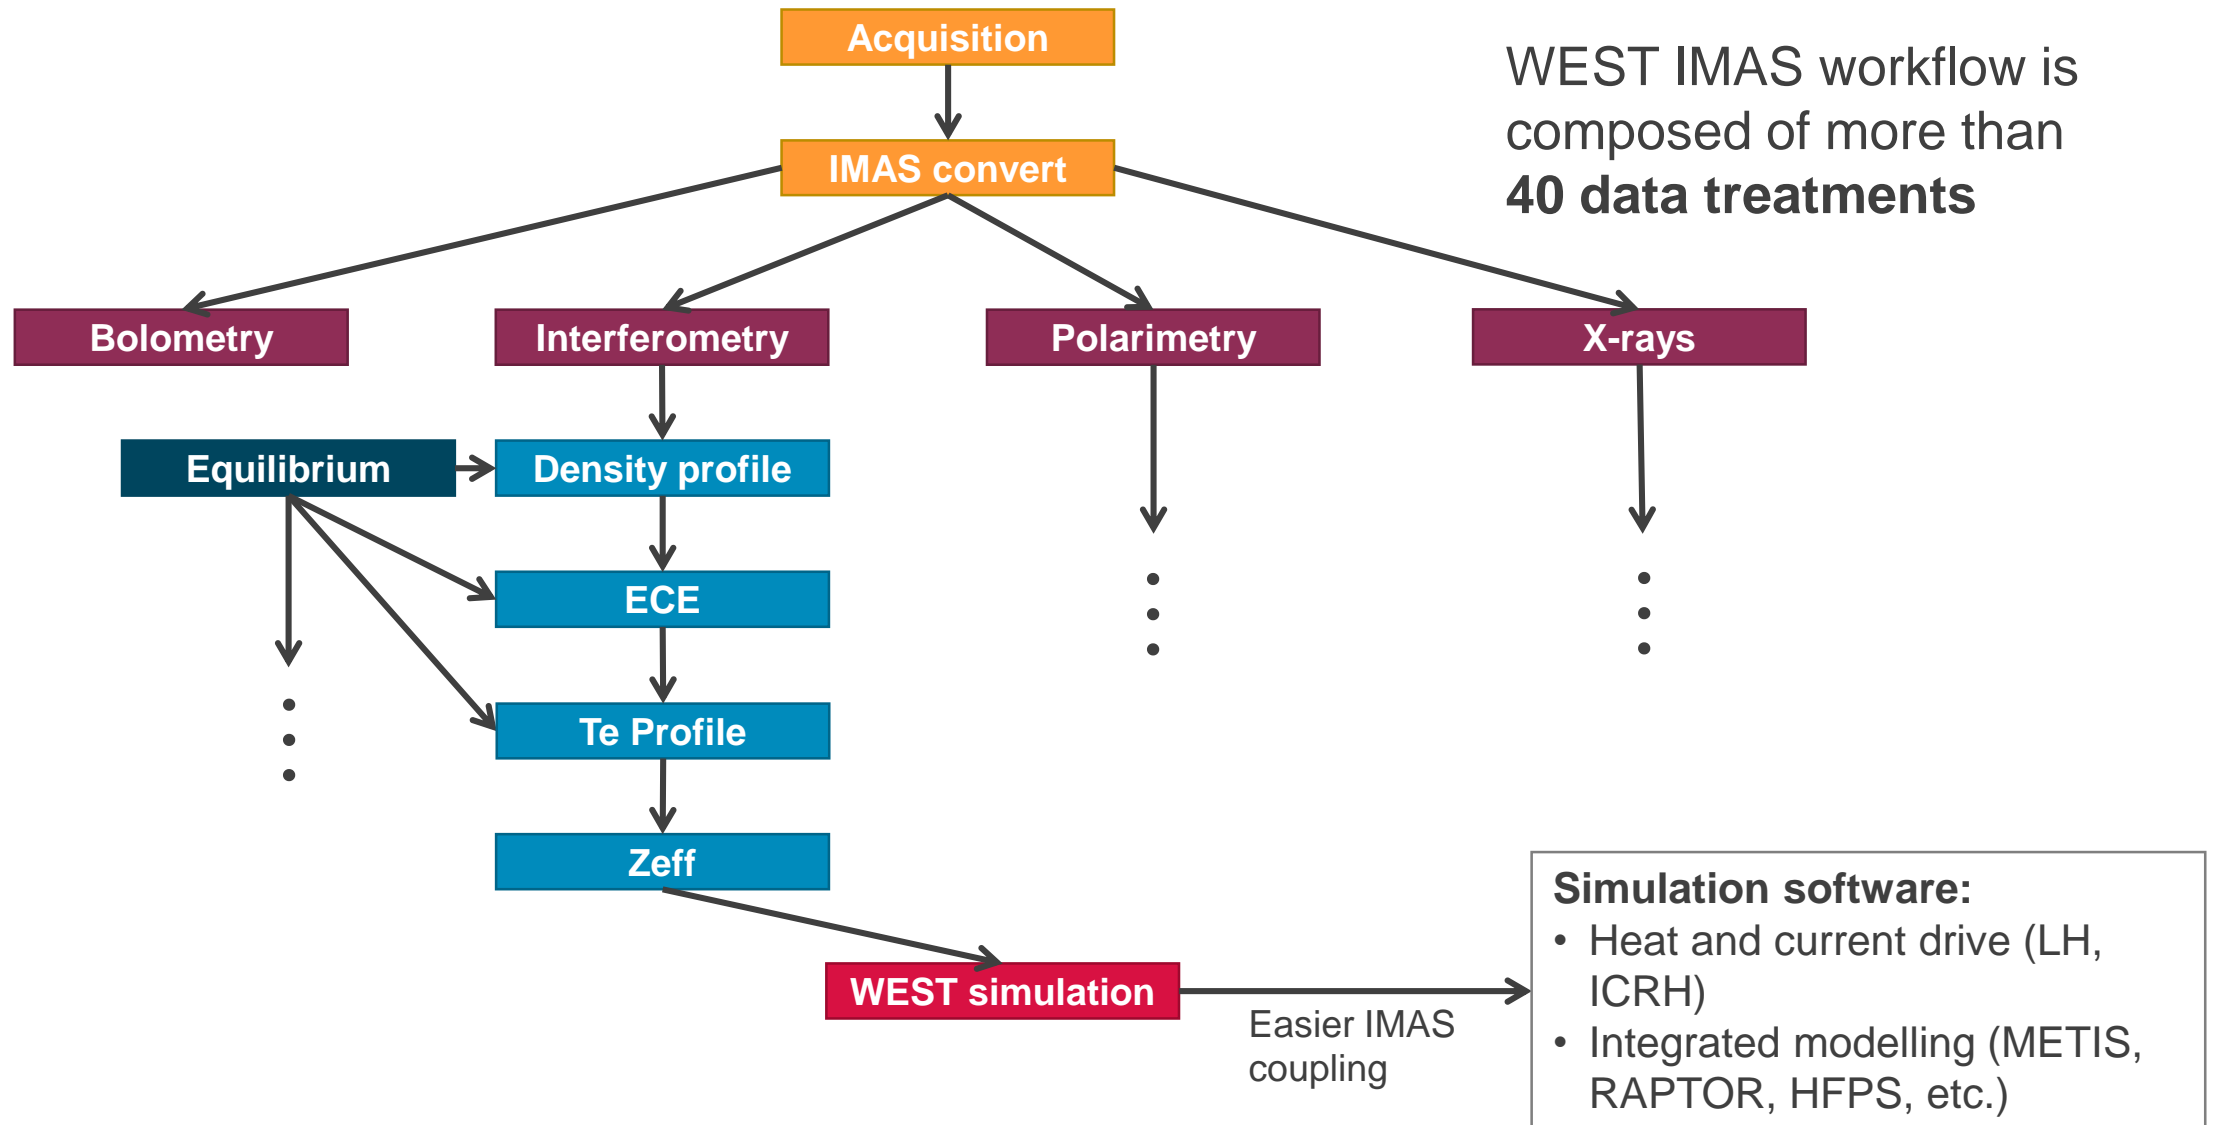 Acquisition
WEST IMAS workflow is
composed of more than
40 data treatments
IMAS convert
Bolometry
Interferometry
Polarimetry
X-rays
Equilibrium
Density profile
ECE
Te Profile
Zeff
WEST simulation
Easier IMAS
coupling
Simulation software:
• Heat and current drive (LH,
ICRH)
• Integrated modelling (METIS,
RAPTOR, HFPS, etc.)